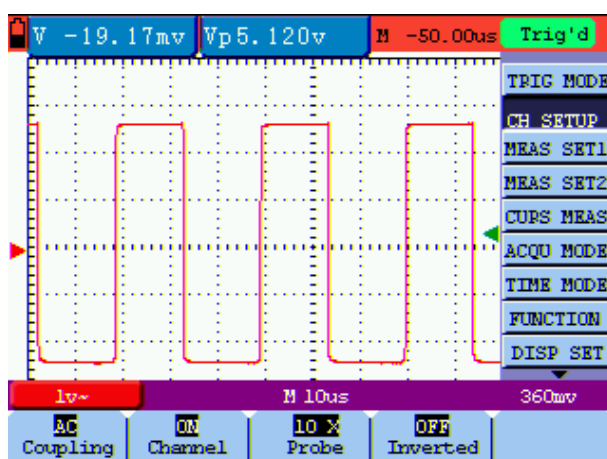 V -19.17mv Vp5.120v M -50.00us Trig'd
TRIG MODE
CH SETUP
MEAS SET1
MEAS SET2
CURS MEAS
ACQU MODE
TIME MODE
FUNCTION
DISP SET
1v~ M 10us 360mv
AC ON 10 X OFF
Coupling Channel Probe Inverted